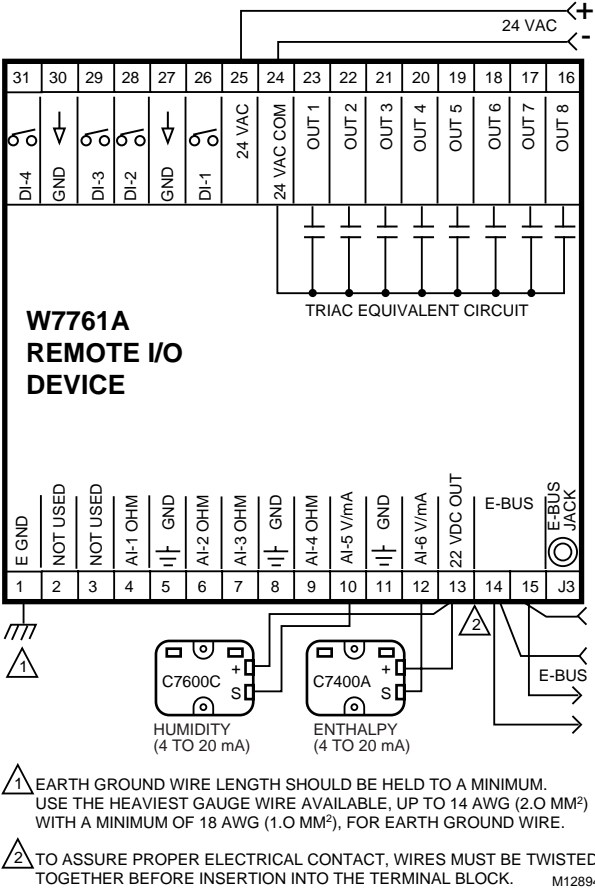 +
24 VAC
-
31 30 29 28 27 26 25 24 23 22 21 20 19 18 17 16
DI-4
GND
DI-3
DI-2
GND
DI-1
24 VAC
24 VAC COM
OUT 1
OUT 2
OUT 3
OUT 4
OUT 5
OUT 6
OUT 7
OUT 8
TRIAC EQUIVALENT CIRCUIT
W7761A
REMOTE I/O
DEVICE
E GND
NOT USED
NOT USED
AI-1 OHM
GND
AI-2 OHM
AI-3 OHM
GND
AI-4 OHM
AI-5 V/mA
GND
AI-6 V/mA
22 VDC OUT
E-BUS
E-BUS
JACK
1 2 3 4 5 6 7 8 9 10 11 12 13 14 15 J3
1
2
C7600C
+
S
C7400A
+
S
E-BUS
HUMIDITY
(4 TO 20 mA)
ENTHALPY
(4 TO 20 mA)
1 EARTH GROUND WIRE LENGTH SHOULD BE HELD TO A MINIMUM.
USE THE HEAVIEST GAUGE WIRE AVAILABLE, UP TO 14 AWG (2.O MM²)
WITH A MINIMUM OF 18 AWG (1.O MM²), FOR EARTH GROUND WIRE.
2 TO ASSURE PROPER ELECTRICAL CONTACT, WIRES MUST BE TWISTED
TOGETHER BEFORE INSERTION INTO THE TERMINAL BLOCK.
M12894